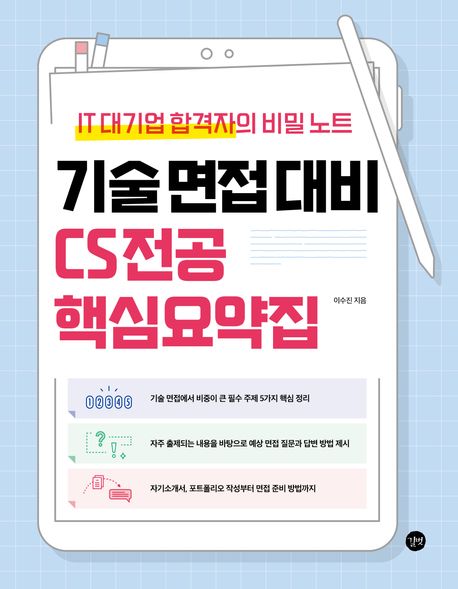 IT 대기업 합격자의 비밀 노트
기술 면접 대비
CS 전공
핵심요약집
이수진 지음
1 2 3 4 5
기술 면접에서 비중이 큰 필수 주제 5가지 핵심 정리
? !
자주 출제되는 내용을 바탕으로 예상 면접 질문과 답변 방법 제시
자기소개서, 포트폴리오 작성부터 면접 준비 방법까지
길벗